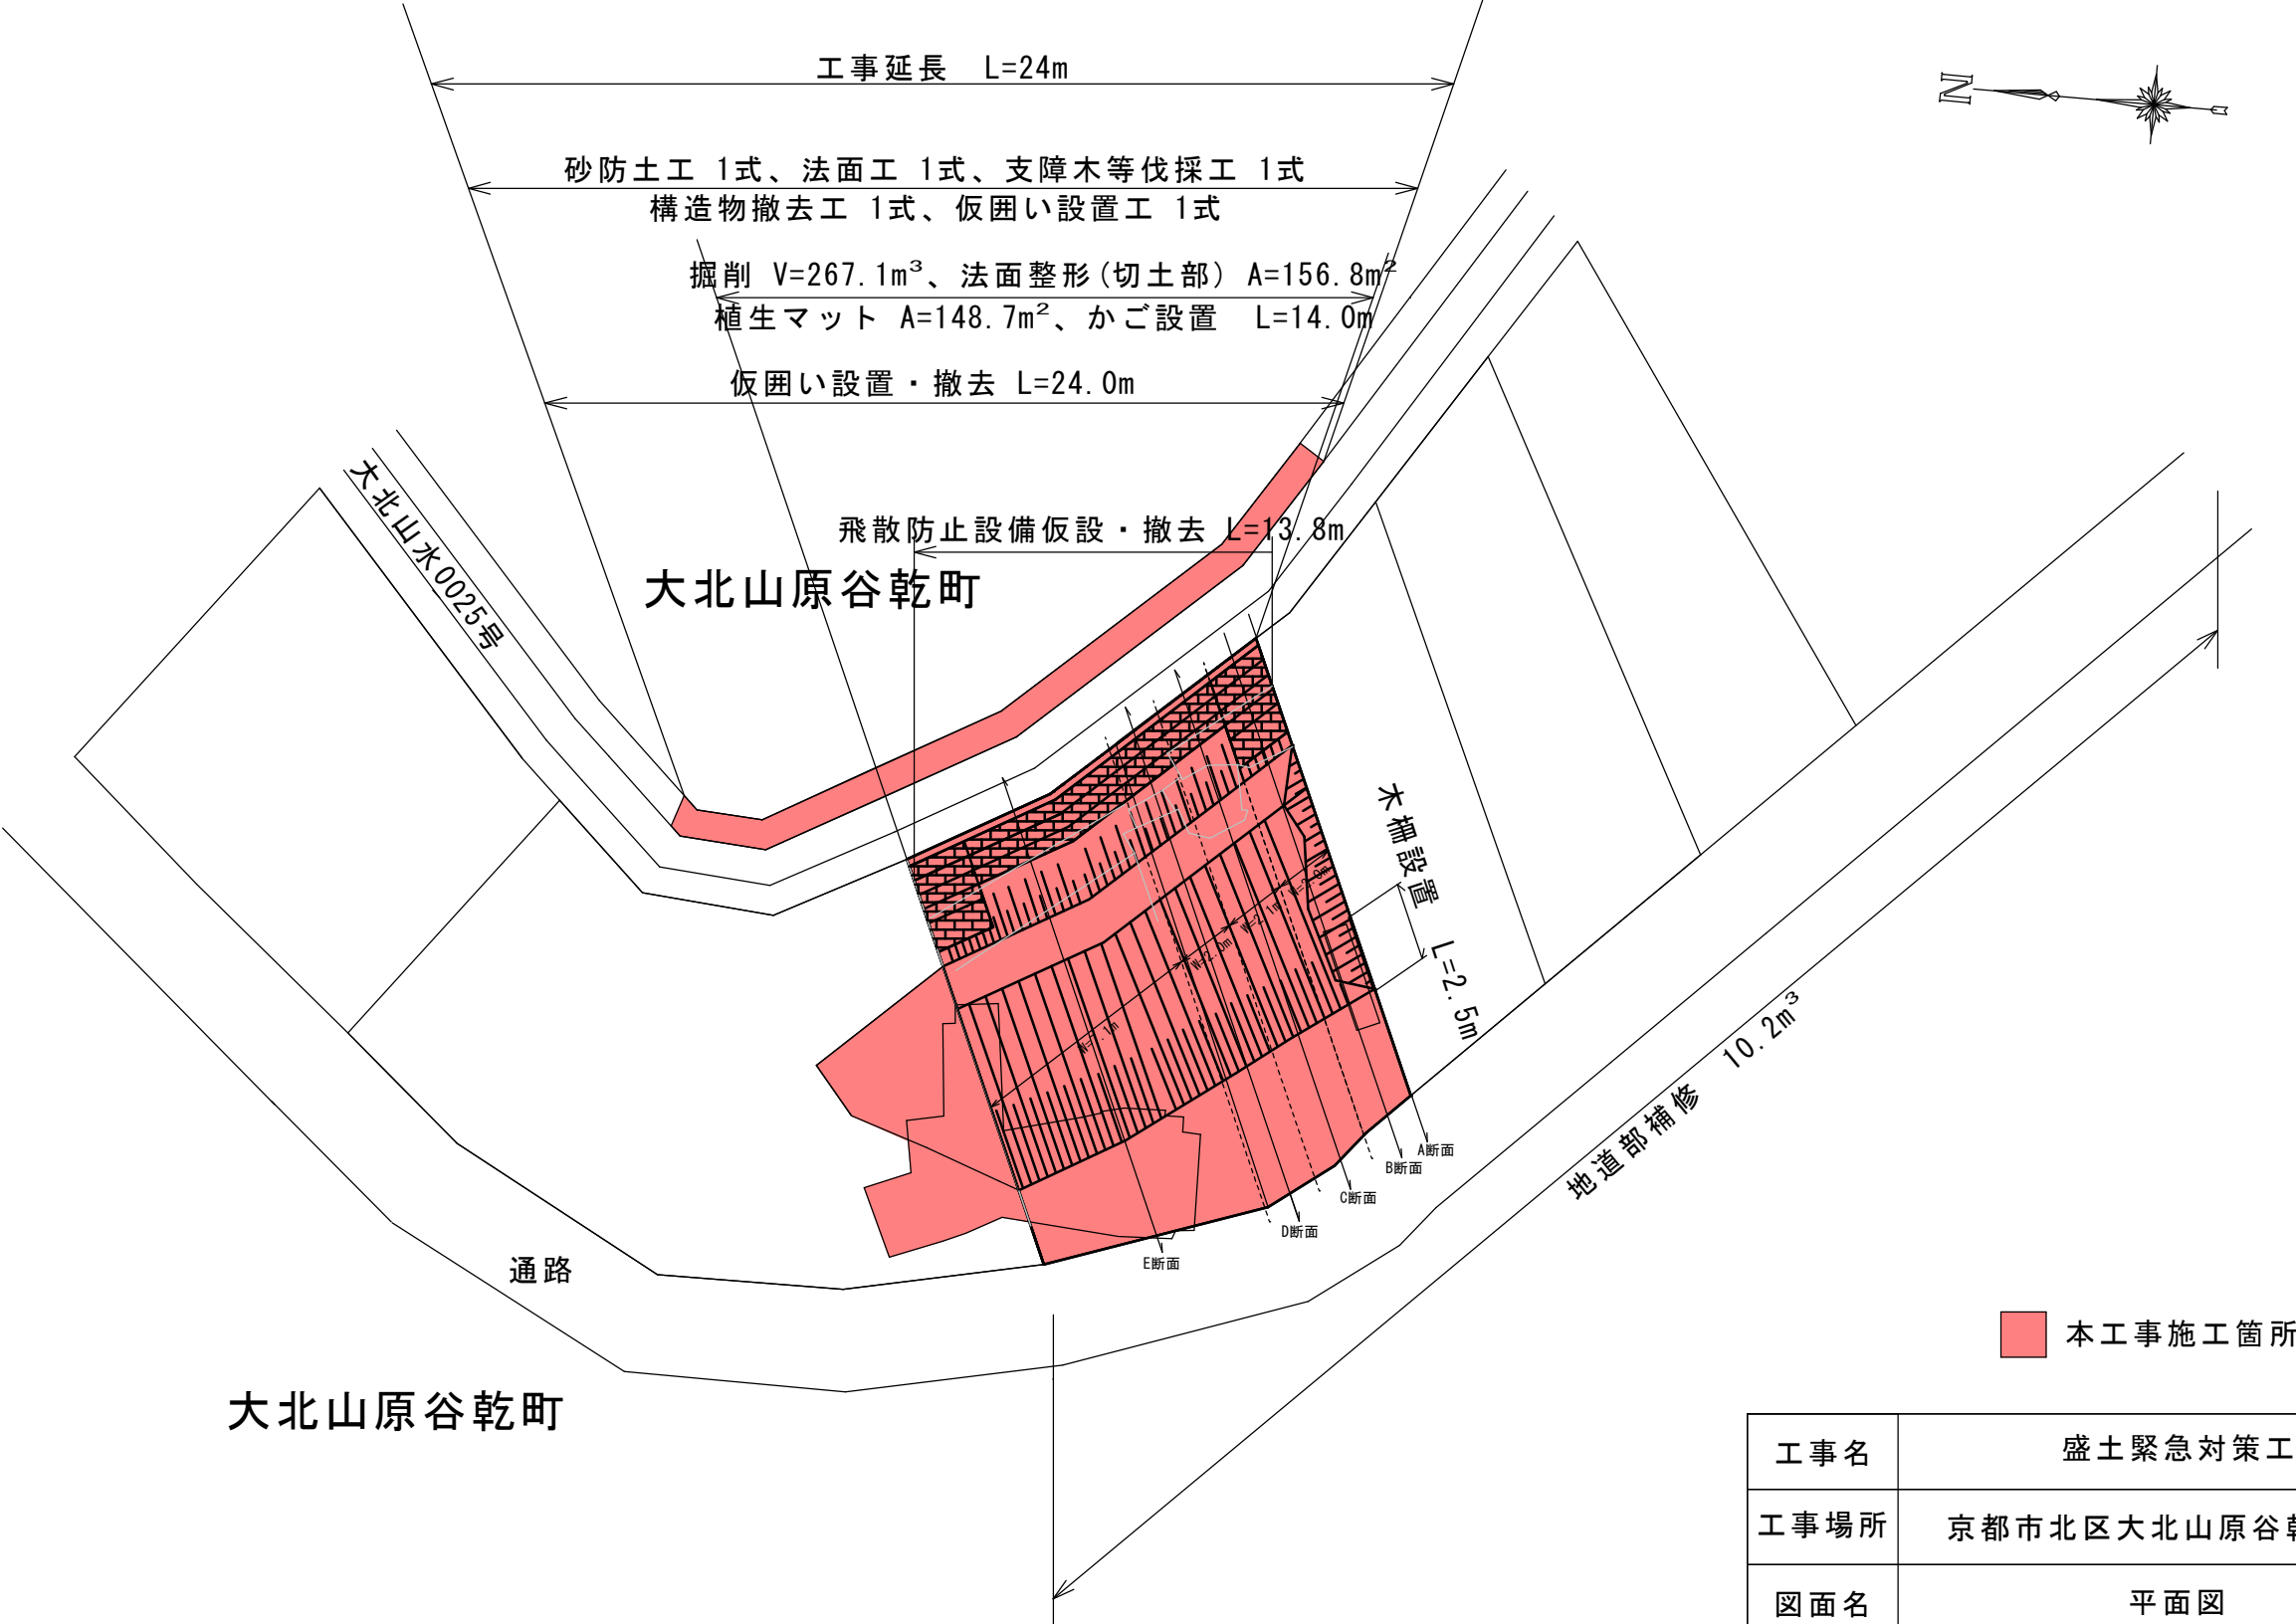 工事延長　L=24m
N
砂防土工 1式、法面工 1式、支障木等伐採工 1式
構造物撤去工 1式、仮囲い設置工 1式
掘削 V=267.1m³、法面整形(切土部) A=156.8m²
植生マット A=148.7m²、かご設置　L=14.0m
仮囲い設置・撤去 L=24.0m
大北山水0025号
飛散防止設備仮設・撤去 L=13.8m
大北山原谷乾町
木柵設置　L=2.5m
W=2.0m
W=2.1m
W=2.0m
W=7.1m
地道部補修　10.2m³
A断面
B断面
C断面
D断面
E断面
通路
大北山原谷乾町
本工事施工箇所
工事名
盛土緊急対策工
工事場所
京都市北区大北山原谷乾
図面名
平面図